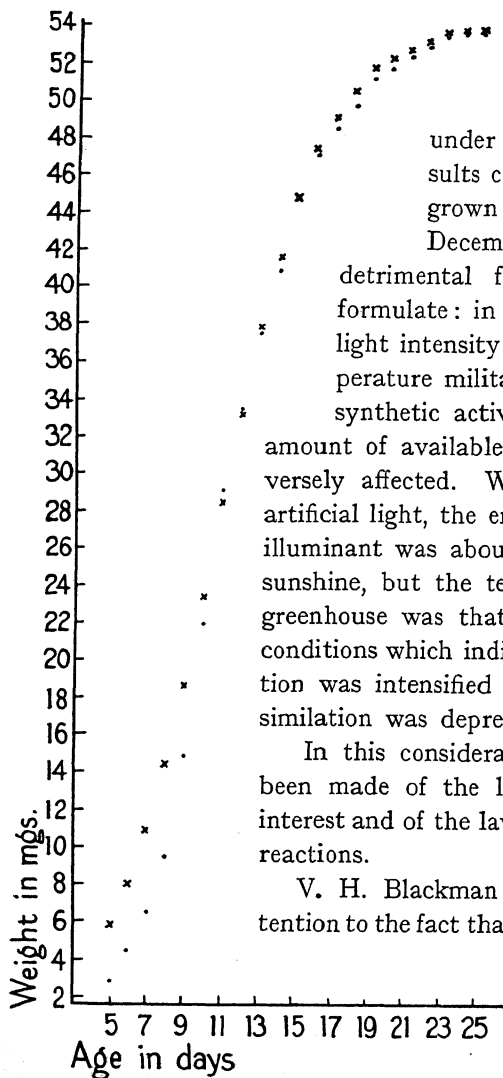 54
52
50
48
46
44
42
40
38
36
34
32
30
28
26
24
22
20
18
16
14
12
10
8
6
4
2
Weight in mgs.
5 7 9 11 13 15 17 19 21 23 25
Age in days
under
sults c
grown
Decem
detrimental f
formulate: in
light intensity
perature milita
synthetic activ
amount of available
versely affected. W
artificial light, the e
illuminant was abou
sunshine, but the te
greenhouse was that
conditions which indi
tion was intensified
similation was depre
In this considera
been made of the l
interest and of the la
reactions.
V. H. Blackman
tention to the fact tha